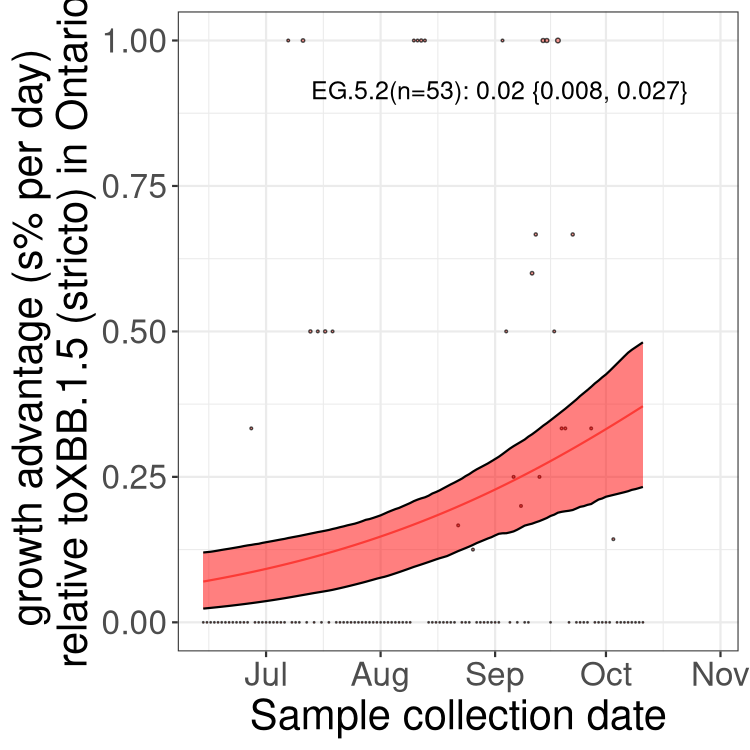 growth advantage (s% per day)
relative toXBB.1.5 (stricto) in Ontario
1.00
0.75
0.50
0.25
0.00
EG.5.2(n=53): 0.02 {0.008, 0.027}
Jul Aug Sep Oct Nov
Sample collection date